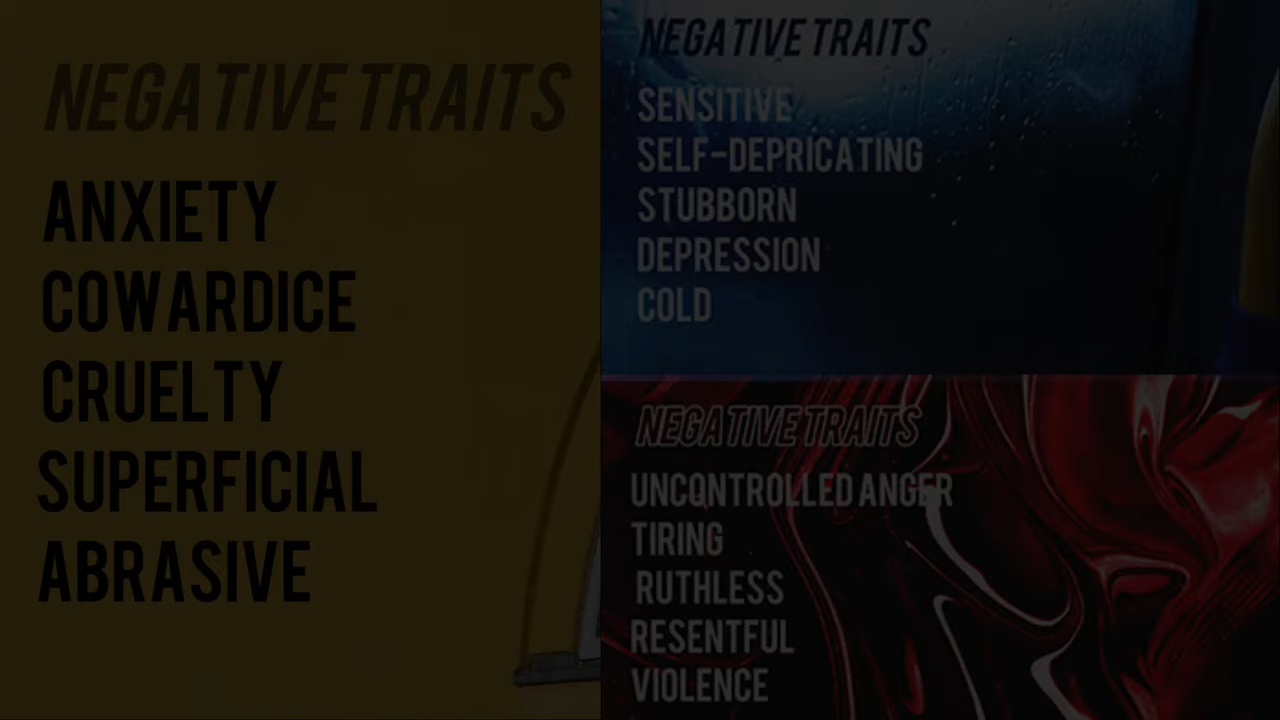 NEGATIVE TRAITS
ANXIETY
COWARDICE
CRUELTY
SUPERFICIAL
ABRASIVE
NEGATIVE TRAITS
SENSITIVE
SELF-DEPRICATING
STUBBORN
DEPRESSION
COLD
NEGATIVE TRAITS
UNCONTROLLED ANGER
TIRING
RUTHLESS
RESENTFUL
VIOLENCE